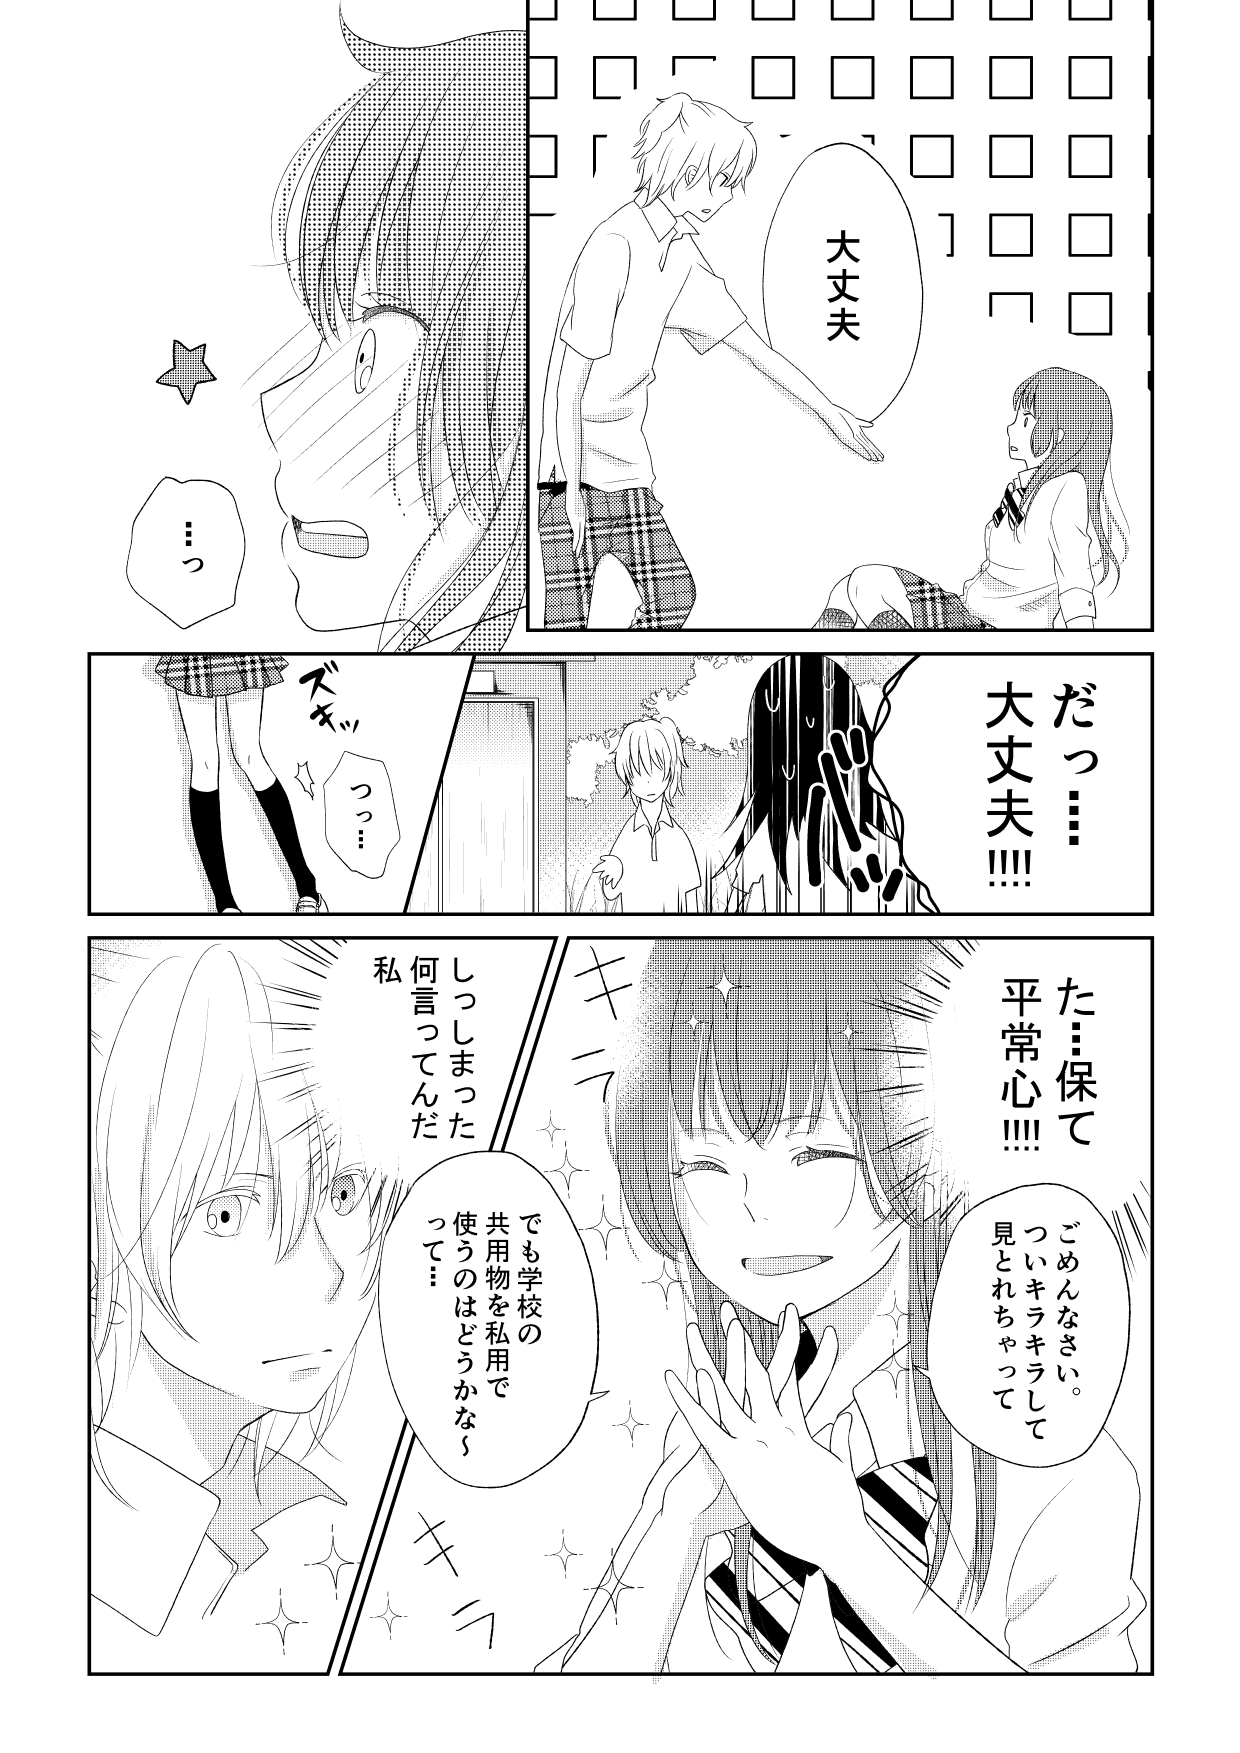 大丈夫
…っ
だっ…
大丈夫!!!!
ガバッ
ズキッ
つっ…
た…保て
平常心!!!!
ごめんなさい。
ついキラキラして
見とれちゃって
キラ
キラ
でも学校の
共用物を私用で
使うのはどうかな～
って…
しっしまった
何言ってんだ
私